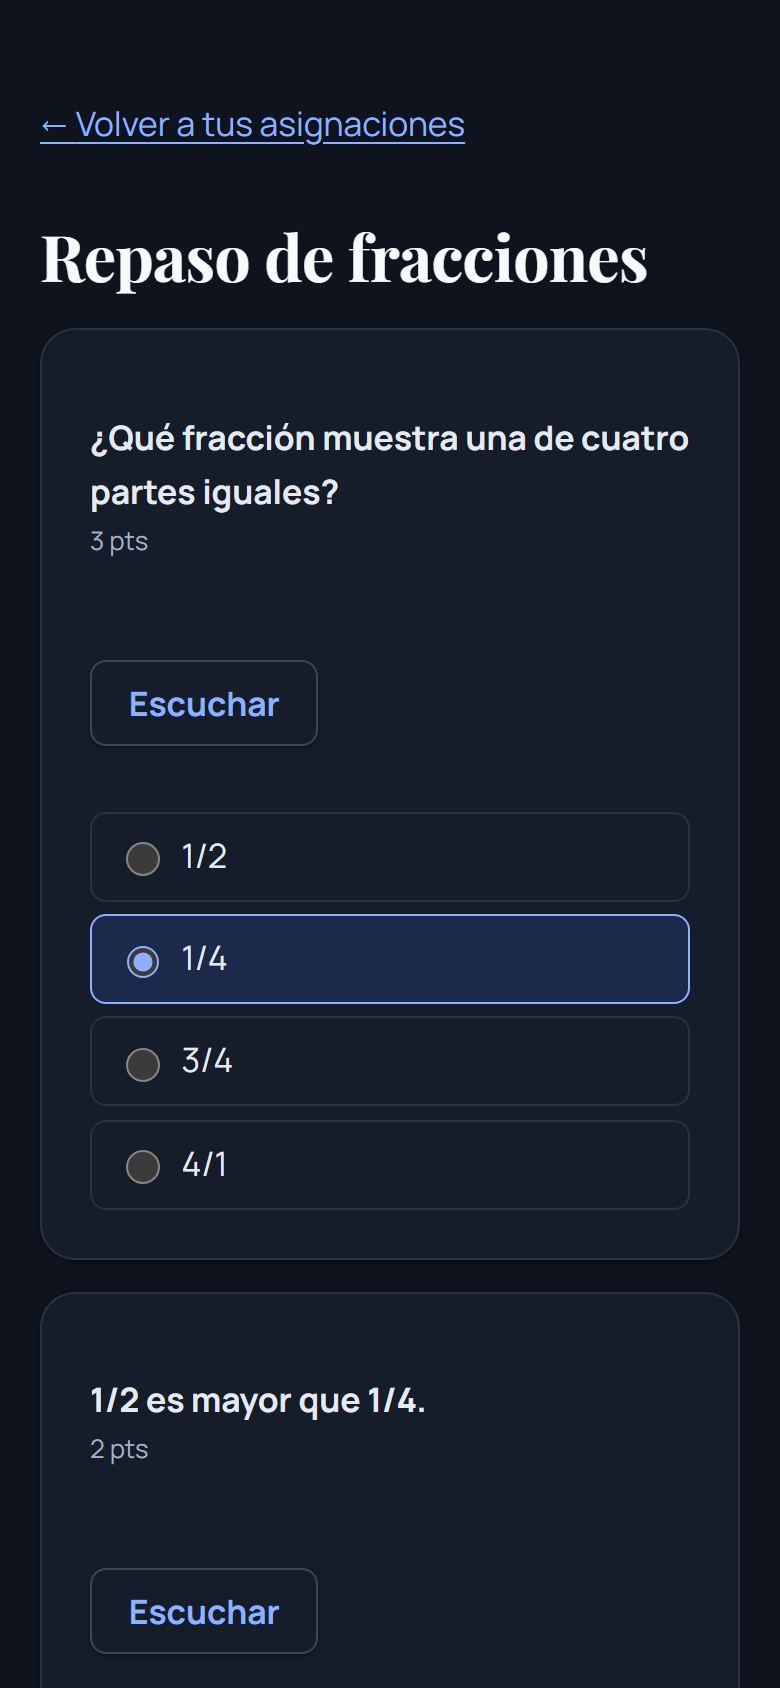 ← Volver a tus asignaciones
Repaso de fracciones
¿Qué fracción muestra una de cuatro
partes iguales?
3 pts
Escuchar
1/2
1/4
3/4
4/1
1/2 es mayor que 1/4.
2 pts
Escuchar